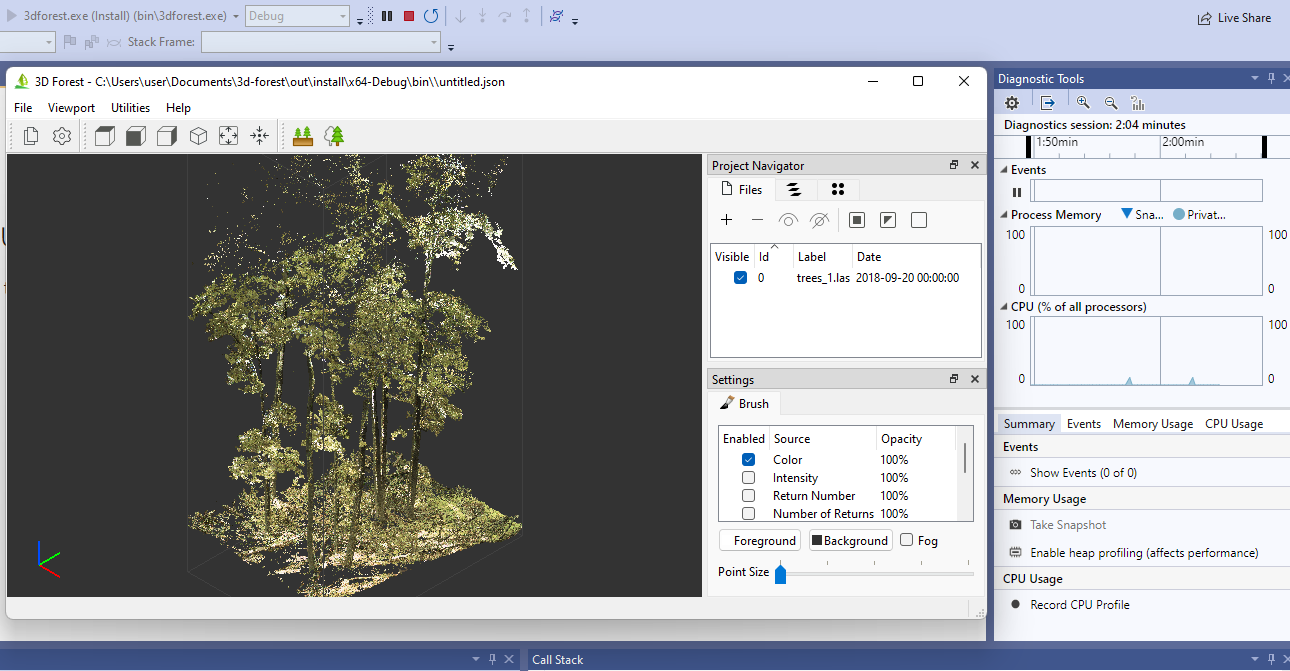 3dforest.exe (Install) (bin\3dforest.exe)
Debug
Live Share
Stack Frame:
3D Forest - C:\Users\user\Documents\3d-forest\out\install\x64-Debug\bin\\untitled.json
File Viewport Utilities Help
Project Navigator
Files
Visible Id Label Date
0 trees_1.las 2018-09-20 00:00:00
Settings
Brush
Enabled Source Opacity
Color 100%
Intensity 100%
Return Number 100%
Number of Returns 100%
Foreground Background Fog
Point Size
Diagnostic Tools
Diagnostics session: 2:04 minutes
1:50min 2:00min
Events
Process Memory Sna... Privat...
100 100
0 0
CPU (% of all processors)
100 100
0 0
Summary Events Memory Usage CPU Usage
Events
Show Events (0 of 0)
Memory Usage
Take Snapshot
Enable heap profiling (affects performance)
CPU Usage
Record CPU Profile
Call Stack